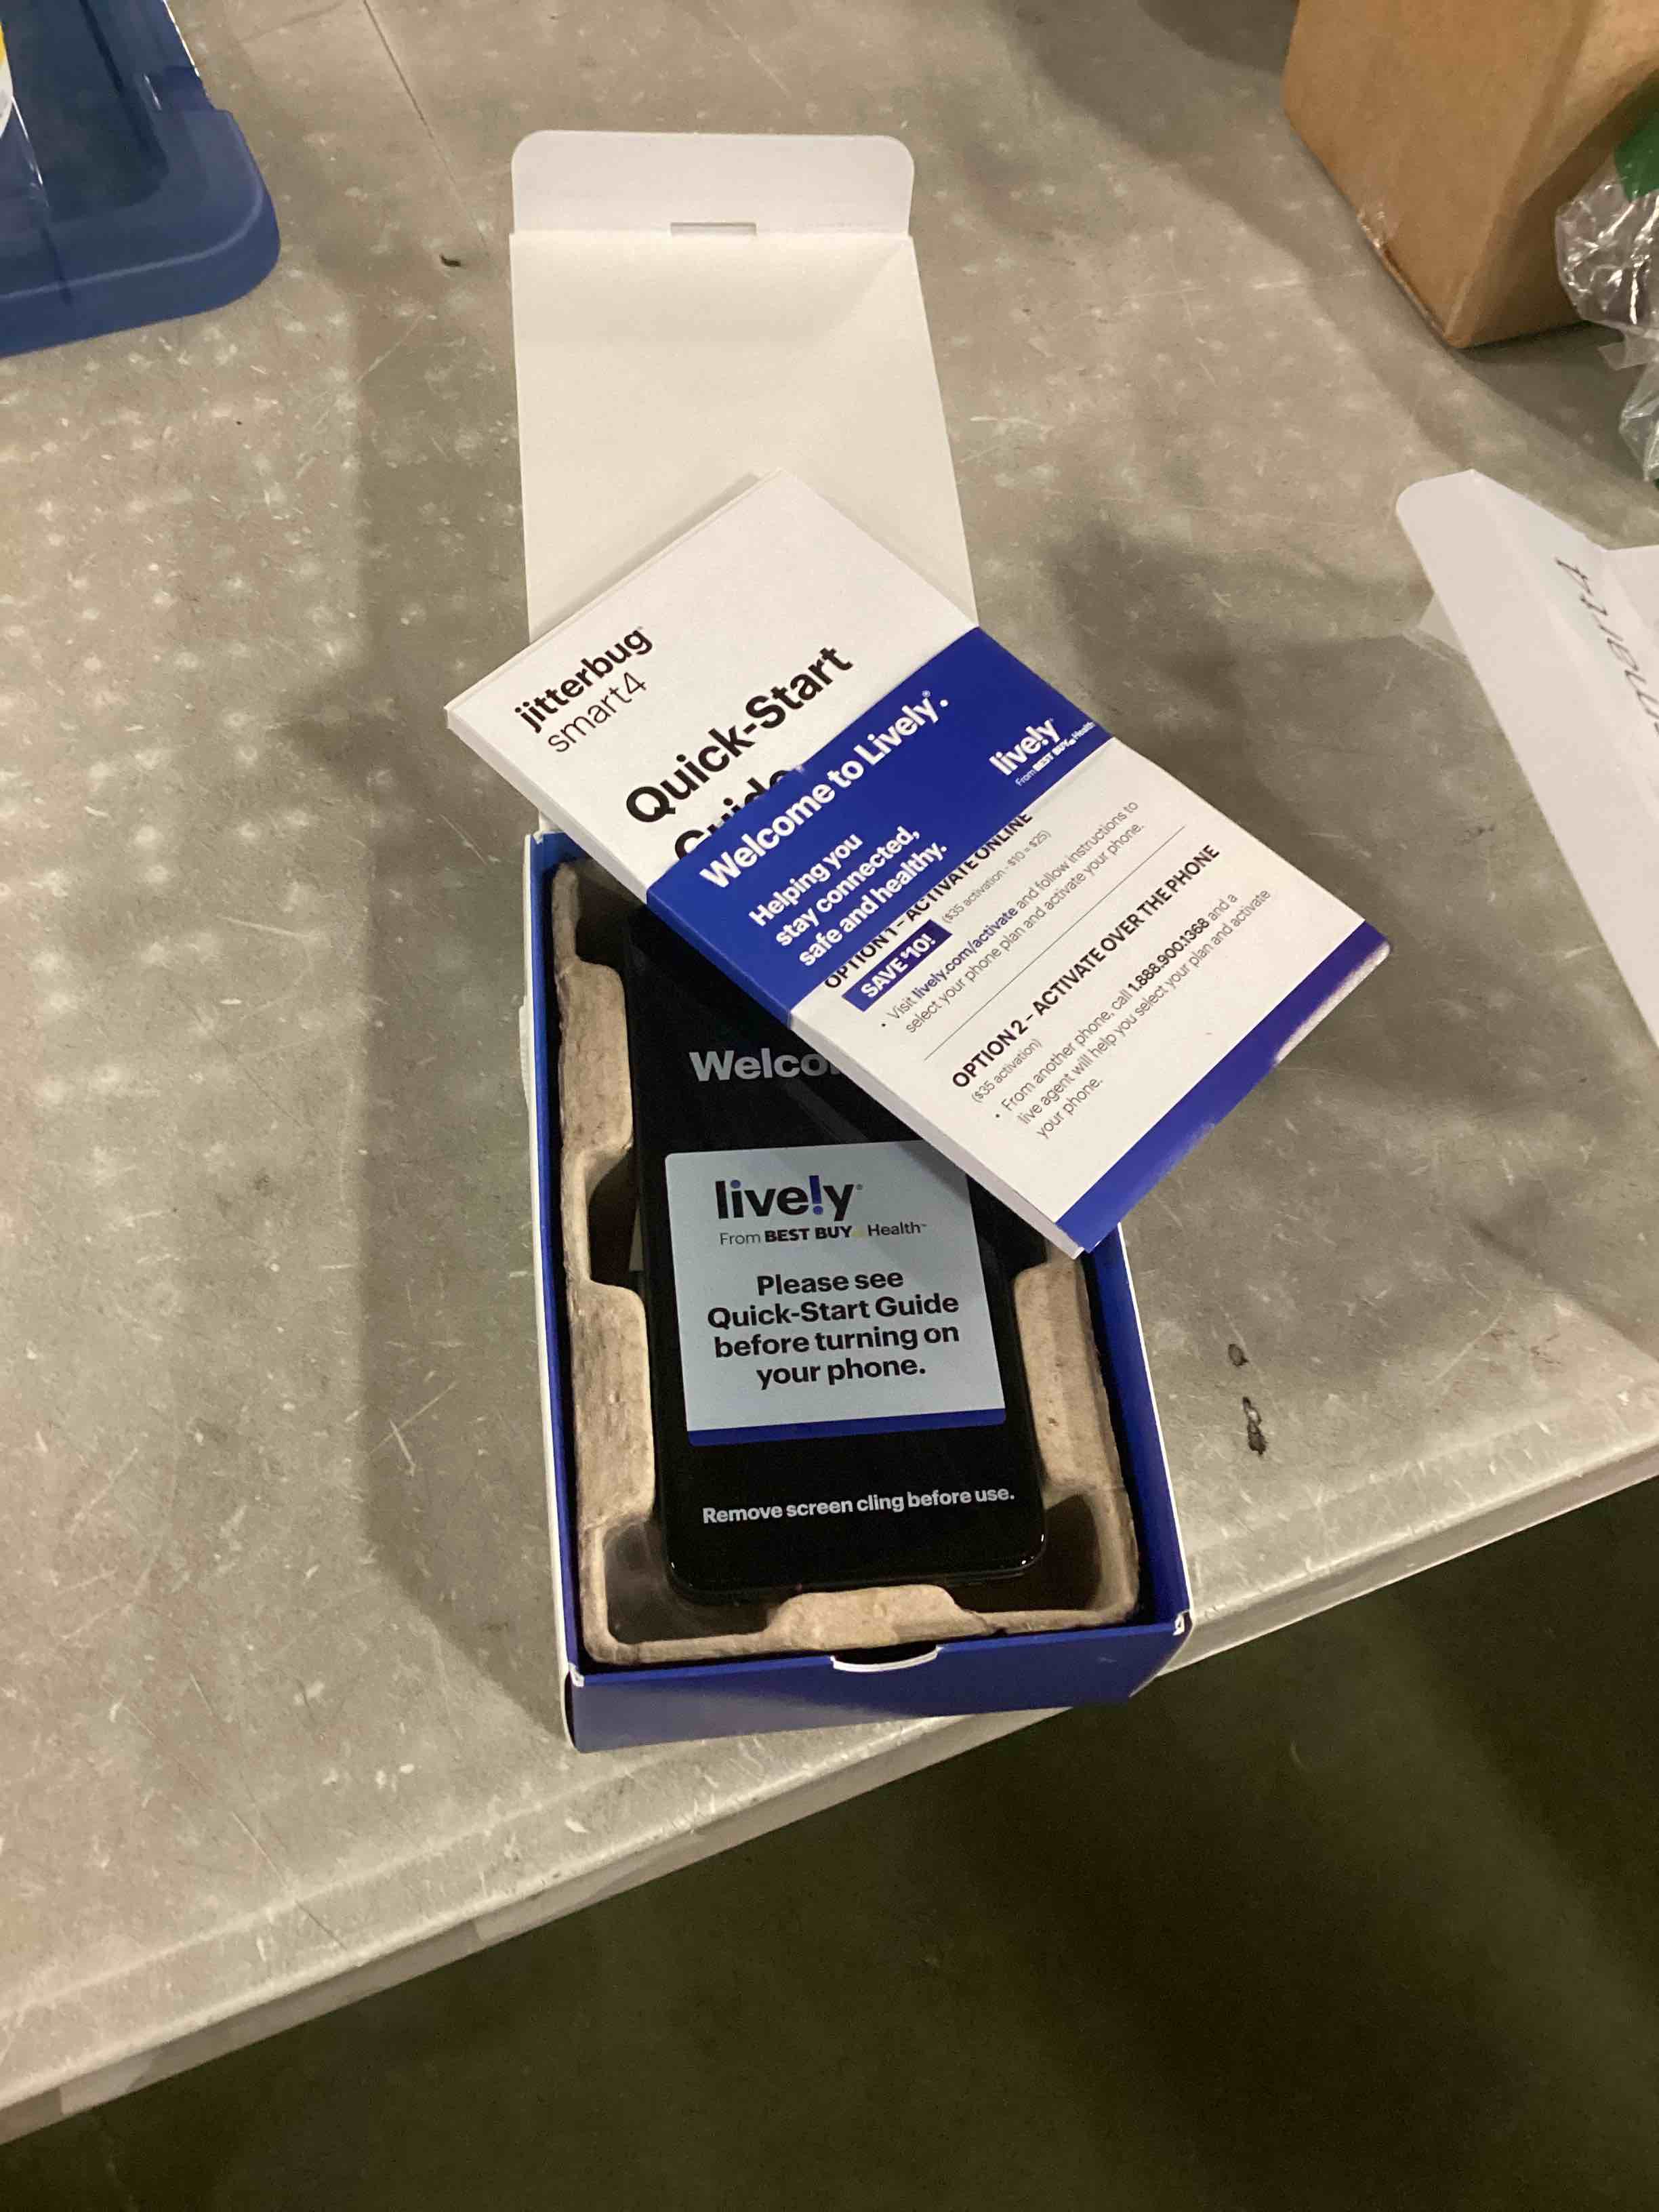 jitterbug
smart4
Quick-Start
Guide
Welcome to Lively®.
Helping you
stay connected,
safe and healthy.
lively
From BEST BUY Health
OPTION 1 – ACTIVATE ONLINE
SAVE $10! ($35 activation - $10 = $25)
• Visit lively.com/activate and follow instructions to
select your phone plan and activate your phone.
OPTION 2 – ACTIVATE OVER THE PHONE
($35 activation)
• From another phone, call 1.888.900.1368 and a
live agent will help you select your plan and activate
your phone.
lively®
From BEST BUY Health™
Please see
Quick-Start Guide
before turning on
your phone.
Remove screen cling before use.